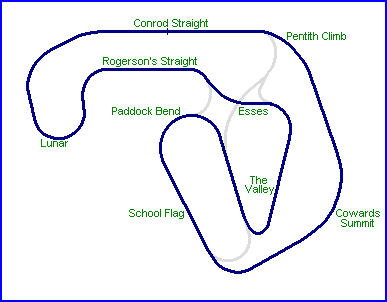 Conrod Straight
Pentith Climb
Rogerson's Straight
Paddock Bend
Esses
Lunar
The
Valley
School Flag
Cowards
Summit